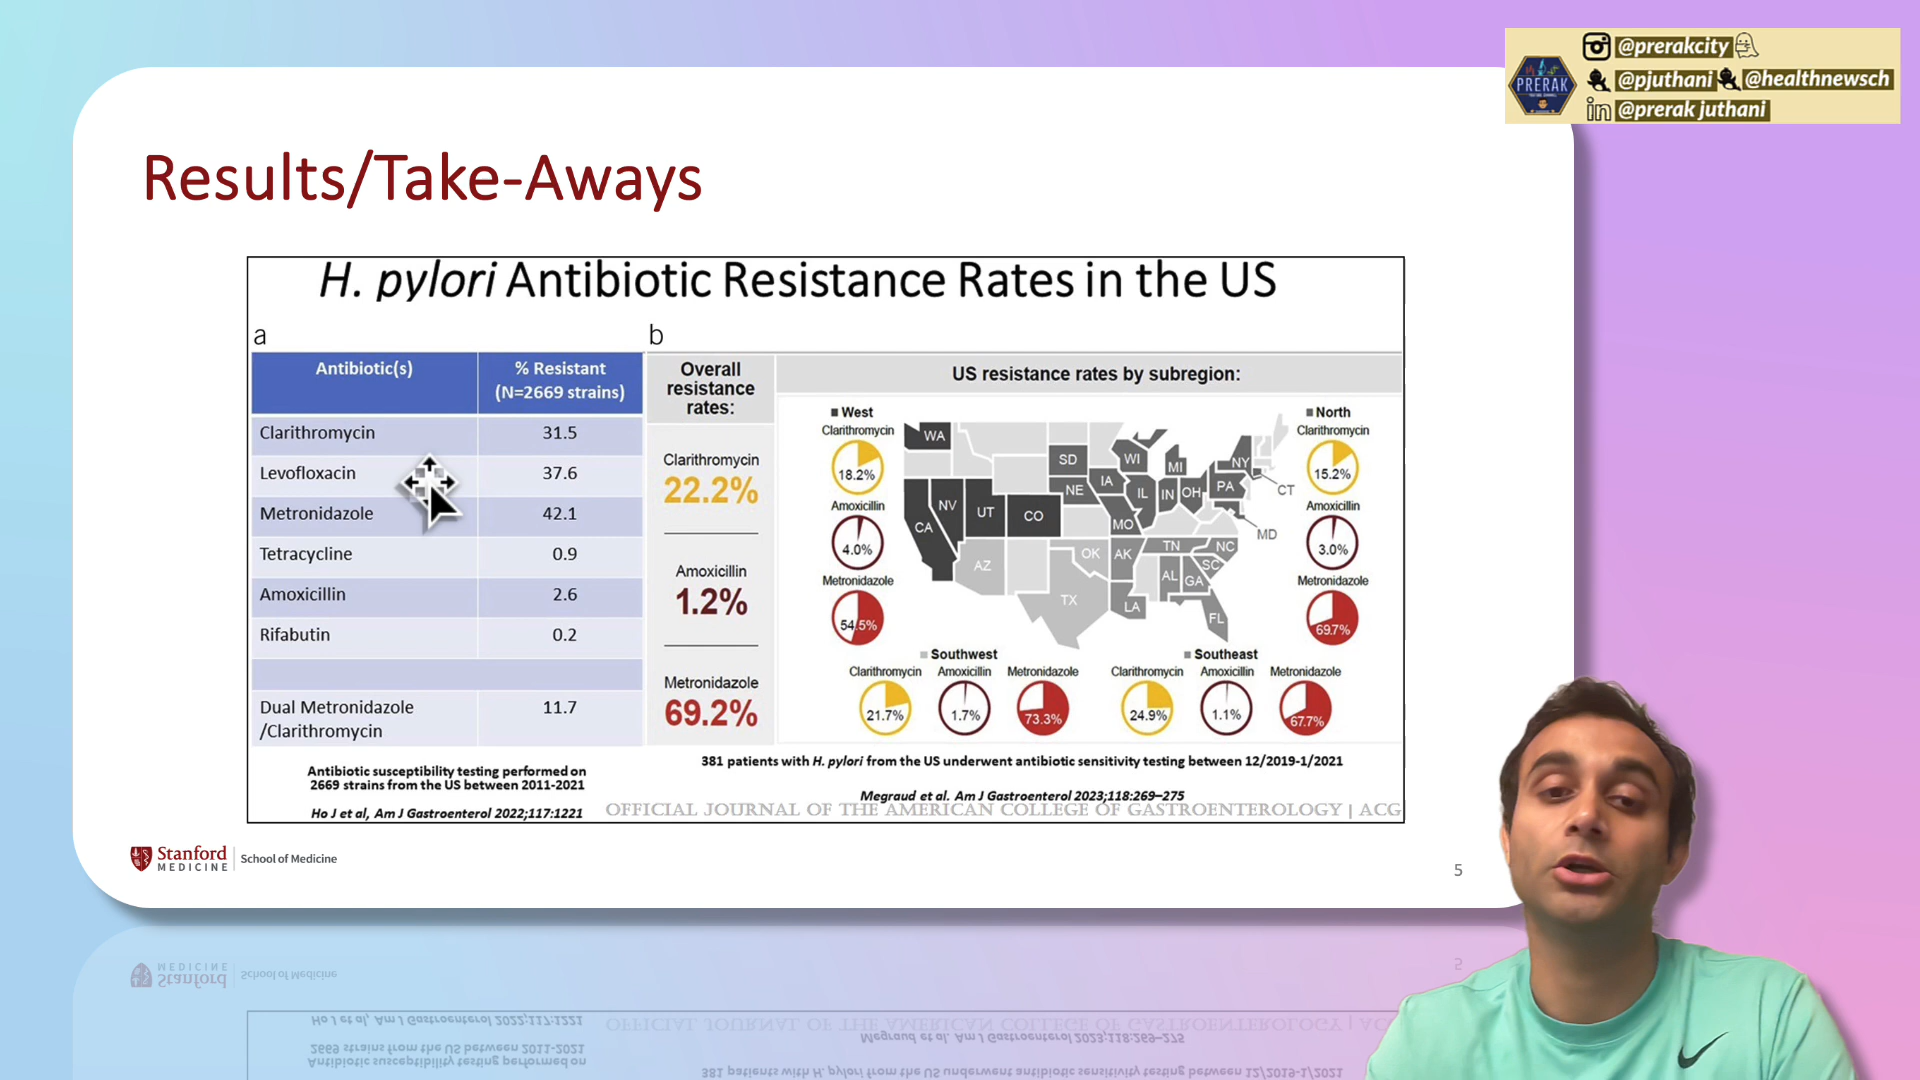 @prerakcity
@pjuthani @healthnewsch
in @prerak juthani
PRERAK
Results/Take-Aways
H. pylori Antibiotic Resistance Rates in the US
a
b
Antibiotic(s) % Resistant (N=2669 strains)
Clarithromycin 31.5
Levofloxacin 37.6
Metronidazole 42.1
Tetracycline 0.9
Amoxicillin 2.6
Rifabutin 0.2
Dual Metronidazole /Clarithromycin 11.7
Antibiotic susceptibility testing performed on
2669 strains from the US between 2011-2021
Ho J et al, Am J Gastroenterol 2022;117:1221
Overall
resistance
rates:
Clarithromycin
22.2%
Amoxicillin
1.2%
Metronidazole
69.2%
US resistance rates by subregion:
West
Clarithromycin
18.2%
Amoxicillin
4.0%
Metronidazole
54.5%
WA
SD
WI
MI
NY
NE
IA
IL
IN
OH
PA
CT
NV
UT
CO
CA
MO
MD
AZ
OK
AK
TN
NC
SC
TX
AL
GA
LA
FL
North
Clarithromycin
15.2%
Amoxicillin
3.0%
Metronidazole
69.7%
Southwest
Clarithromycin Amoxicillin Metronidazole
21.7% 1.7% 73.3%
Southeast
Clarithromycin Amoxicillin Metronidazole
24.9% 1.1% 67.7%
381 patients with H. pylori from the US underwent antibiotic sensitivity testing between 12/2019-1/2021
Megraud et al. Am J Gastroenterol 2023;118:269–275
OFFICIAL JOURNAL OF THE AMERICAN COLLEGE OF GASTROENTEROLOGY | ACG
Stanford
MEDICINE
School of Medicine
5